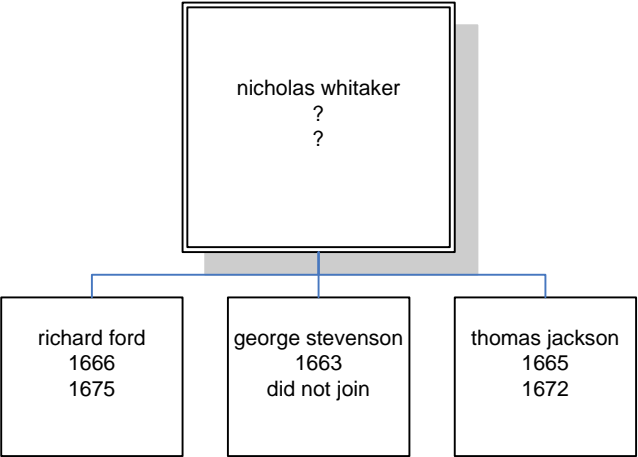 nicholas whitaker
?
?
richard ford
1666
1675
george stevenson
1663
did not join
thomas jackson
1665
1672